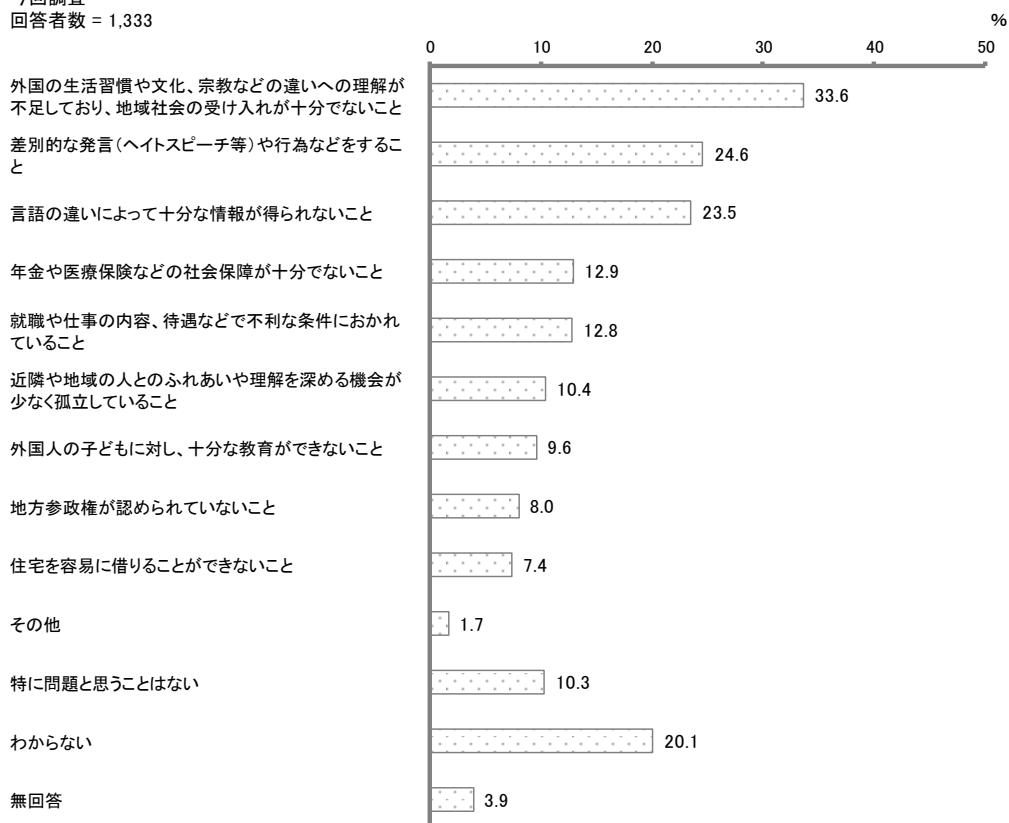 回答者数 = 1,333
%
0 10 20 30 40 50
外国の生活習慣や文化、宗教などの違いへの理解が
不足しており、地域社会の受け入れが十分でないこと
33.6
差別的な発言（ヘイトスピーチ等）や行為などをするこ
と
24.6
言語の違いによって十分な情報が得られないこと
23.5
年金や医療保険などの社会保障が十分でないこと
12.9
就職や仕事の内容、待遇などで不利な条件におかれ
ていること
12.8
近隣や地域の人とのふれあいや理解を深める機会が
少なく孤立していること
10.4
外国人の子どもに対し、十分な教育ができないこと
9.6
地方参政権が認められていないこと
8.0
住宅を容易に借りることができないこと
7.4
その他
1.7
特に問題と思うことはない
10.3
わからない
20.1
無回答
3.9